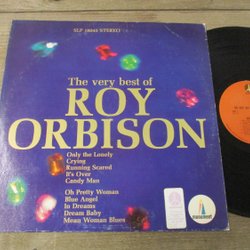 SLP 18045 STEREO
The very best of
ROY
ORBISON
Only the Lonely
Crying
Running Scared
It's Over
Candy Man
Oh Pretty Woman
Blue Angel
In Dreams
Dream Baby
Mean Woman Blues
monument